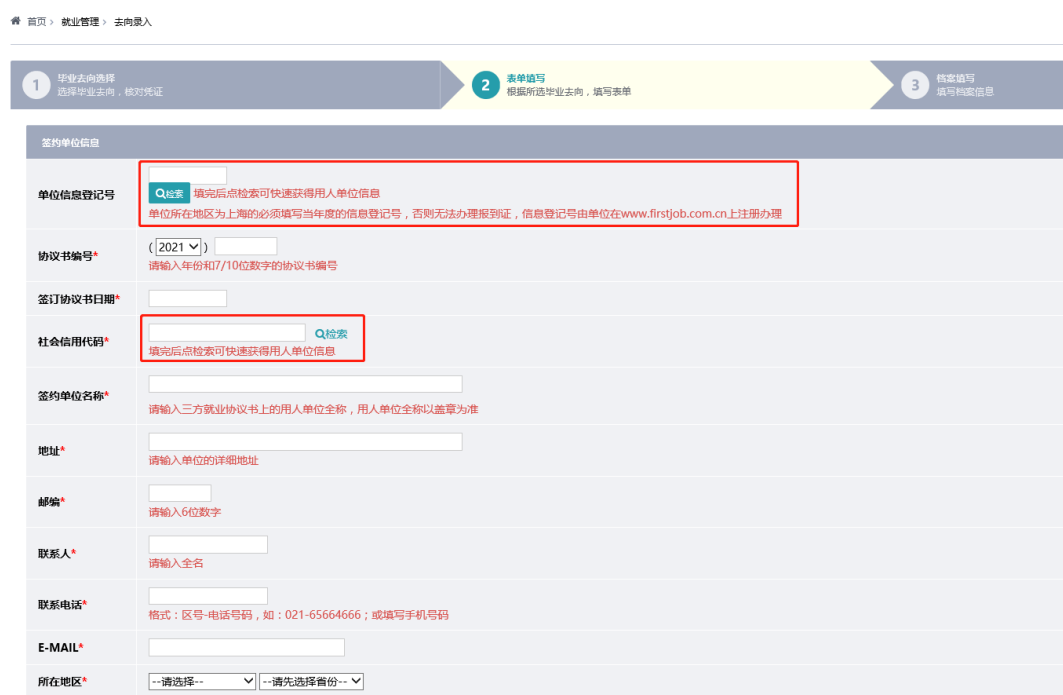 首页 › 就业管理 › 去向录入
1 毕业去向选择
选择毕业去向，核对凭证
2 表单填写
根据所选毕业去向，填写表单
3 档案填写
填写档案信息
签约单位信息
单位信息登记号
检索 填完后点检索可快速获得用人单位信息
单位所在地区为上海的必须填写当年度的信息登记号，否则无法办理报到证，信息登记号由单位在www.firstjob.com.cn上注册办理
协议书编号*
( 2021 )
请输入年份和7/10位数字的协议书编号
签订协议书日期*
社会信用代码*
检索
填完后点检索可快速获得用人单位信息
签约单位名称*
请输入三方就业协议书上的用人单位全称，用人单位全称以盖章为准
地址*
请输入单位的详细地址
邮编*
请输入6位数字
联系人*
请输入全名
联系电话*
格式：区号-电话号码，如：021-65664666；或填写手机号码
E-MAIL*
所在地区* --请选择-- --请先选择省份--